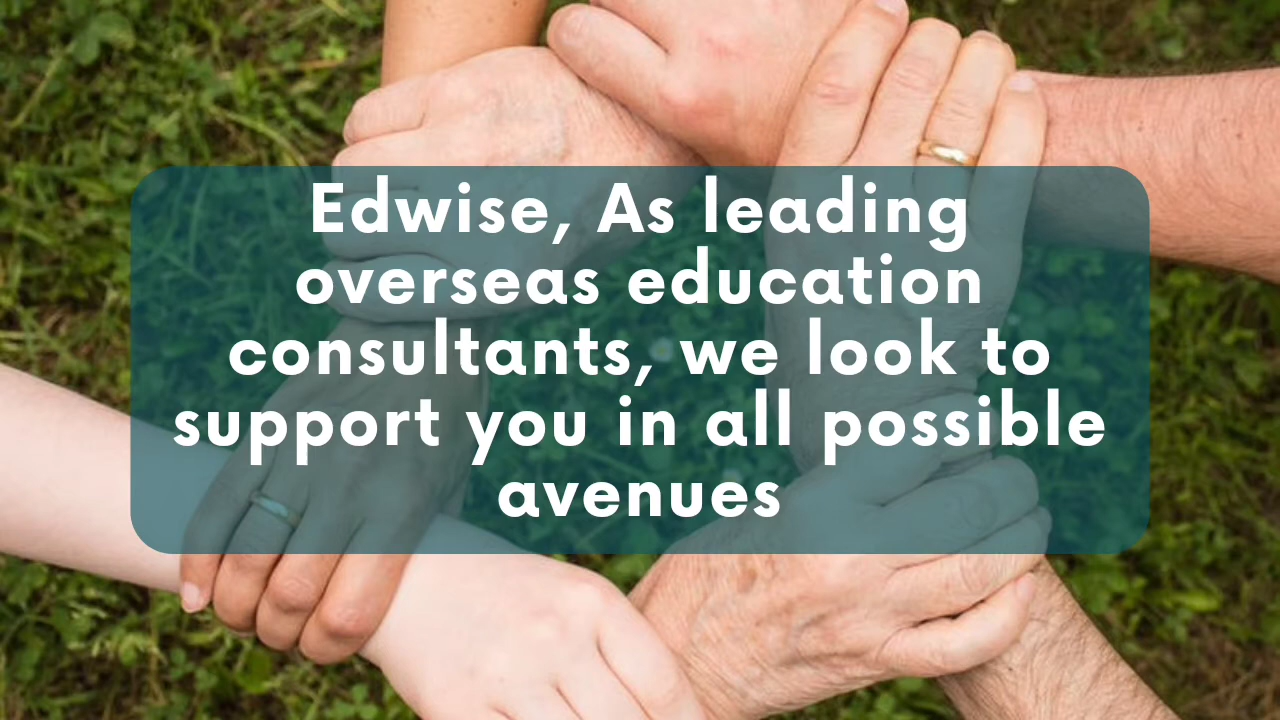 Edwise, As leading
overseas education
consultants, we look to
support you in all possible
avenues